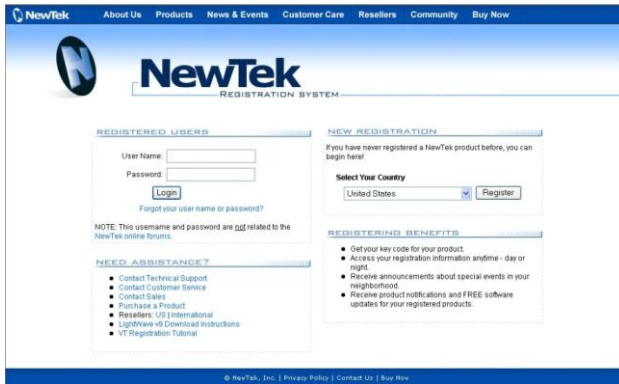 NewTek About Us Products News & Events Customer Care Resellers Community Buy Now
NewTek
REGISTRATION SYSTEM
REGISTERED USERS
User Name:
Password:
Login
Forgot your user name or password?
NOTE: This username and password are not related to the
NewTek online forums.
NEED ASSISTANCE?
Contact Technical Support
Contact Customer Service
Contact Sales
Purchase a Product
Resellers: US | International
LightWave v9 Download Instructions
VT Registration Tutorial
NEW REGISTRATION
If you have never registered a NewTek product before, you can
begin here!
Select Your Country
United States Register
REGISTERING BENEFITS
Get your key code for your product.
Access your registration information anytime - day or
night.
Receive announcements about special events in your
neighborhood.
Receive product notifications and FREE software
updates for your registered products.
© NewTek, Inc. | Privacy Policy | Contact Us | Buy Now